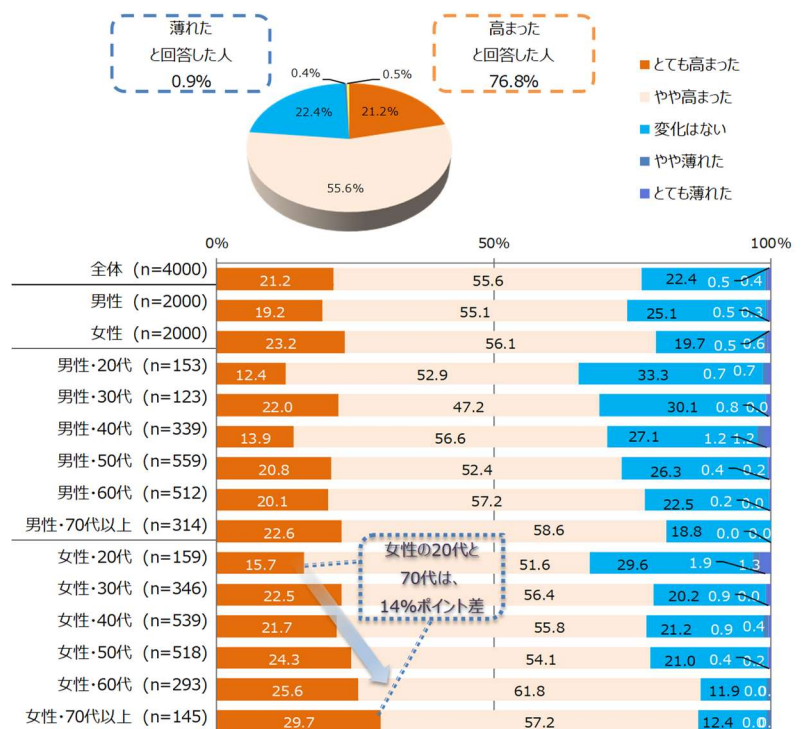 薄れた
と回答した人
0.9%
高まった
と回答した人
76.8%
0.4%
0.5%
22.4%
21.2%
55.6%
とても高まった
やや高まった
変化はない
やや薄れた
とても薄れた
0% 50% 100%
全体 (n=4000) 21.2 55.6 22.4 0.5 0.4
男性 (n=2000) 19.2 55.1 25.1 0.5 0.3
女性 (n=2000) 23.2 56.1 19.7 0.5 0.6
男性・20代 (n=153) 12.4 52.9 33.3 0.7 0.7
男性・30代 (n=123) 22.0 47.2 30.1 0.8 0.0
男性・40代 (n=339) 13.9 56.6 27.1 1.2 1.2
男性・50代 (n=559) 20.8 52.4 26.3 0.4 0.2
男性・60代 (n=512) 20.1 57.2 22.5 0.2 0.0
男性・70代以上 (n=314) 22.6 58.6 18.8 0.0 0.0
女性・20代 (n=159) 15.7 51.6 29.6 1.9 1.3
女性・30代 (n=346) 22.5 56.4 20.2 0.9 0.0
女性・40代 (n=539) 21.7 55.8 21.2 0.9 0.4
女性・50代 (n=518) 24.3 54.1 21.0 0.4 0.2
女性・60代 (n=293) 25.6 61.8 11.9 0.0
女性・70代以上 (n=145) 29.7 57.2 12.4 0.0
女性の20代と
70代は、
14%ポイント差